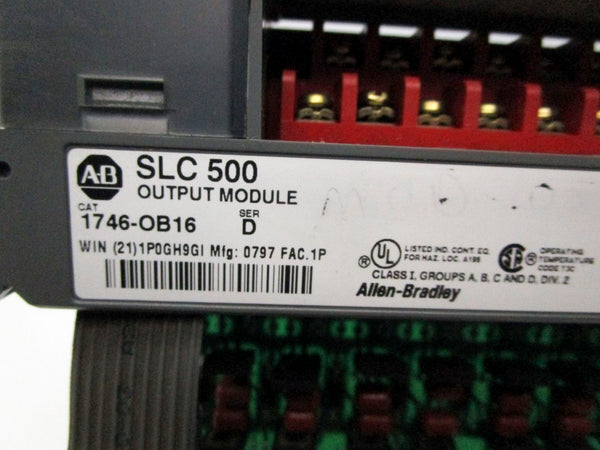 A-B SLC 500
OUTPUT MODULE
CAT SER
1746-OB16 D
WIN (21)1P0GH9GI Mfg: 0797 FAC.1P
UL ® LISTED IND. CONT. EQ.
FOR HAZ. LOC. A196
SA ® OPERATING
TEMPERATURE
CODE T3C
CLASS I, GROUPS A, B, C AND D, DIV. 2
Allen-Bradley